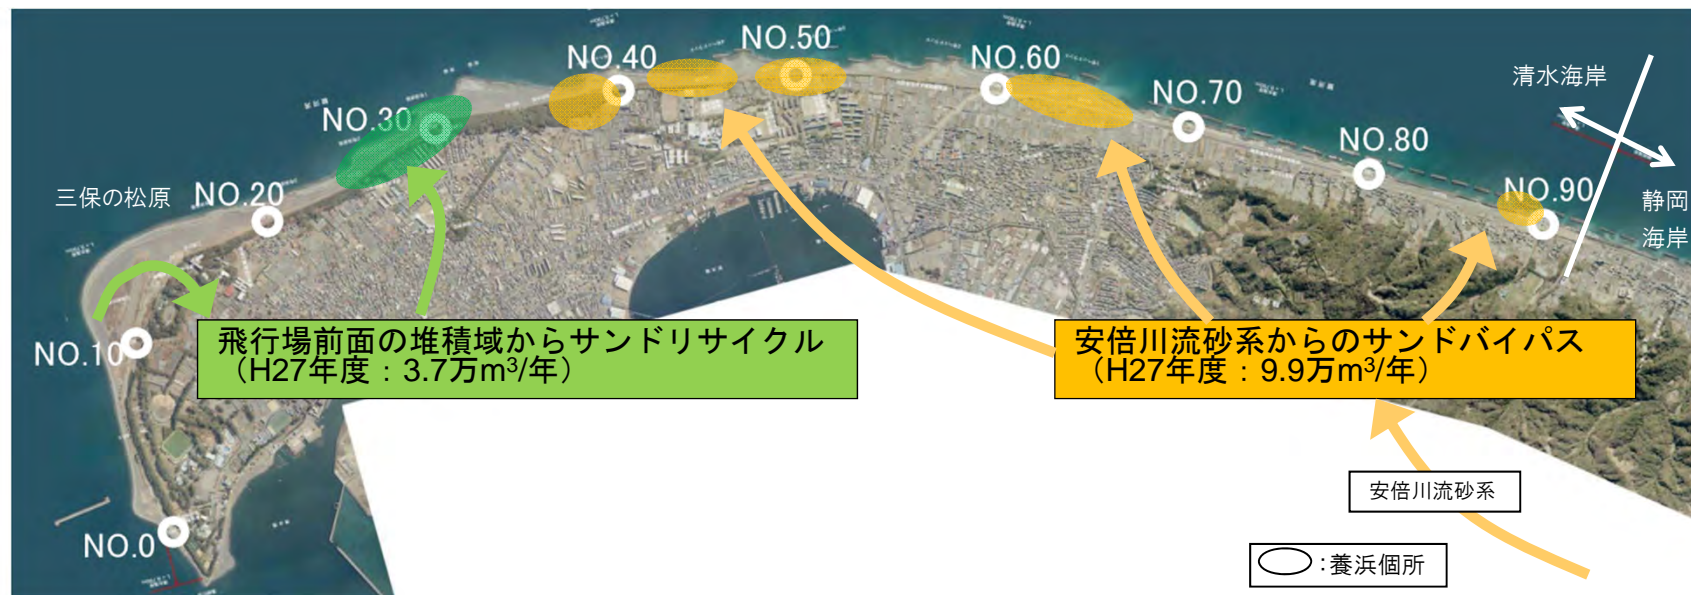 NO.50
NO.40
NO.60
清水海岸
NO.30
NO.70
NO.80
三保の松原
NO.20
NO.90
静岡
海岸
NO.10
飛行場前面の堆積域からサンドリサイクル
（H27年度：3.7万m³/年）
安倍川流砂系からのサンドバイパス
（H27年度：9.9万m³/年）
安倍川流砂系
NO.0
：養浜個所